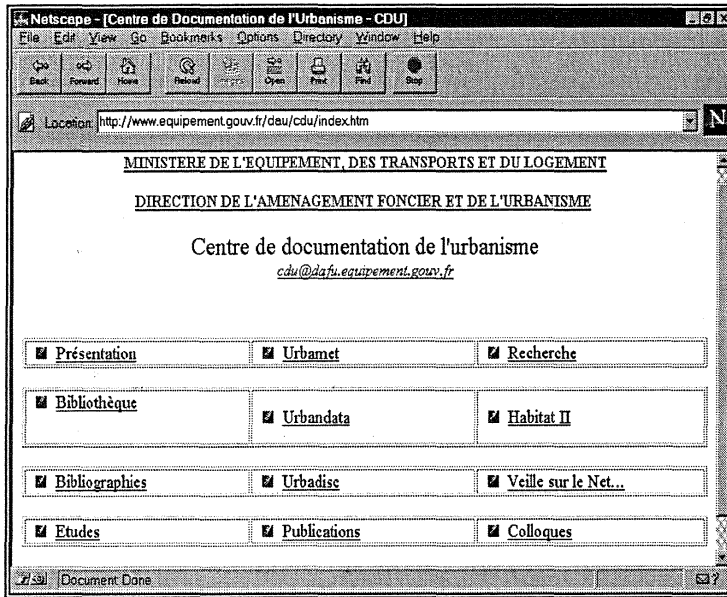 Netscape - [Centre de Documentation de l'Urbanisme - CDU]
File Edit View Go Bookmarks Options Directory Window Help
Back Forward Home Reload Images Open Print Find Stop
Location: http://www.equipement.gouv.fr/dau/cdu/index.htm
N
MINISTERE DE L'EQUIPEMENT, DES TRANSPORTS ET DU LOGEMENT
DIRECTION DE L'AMENAGEMENT FONCIER ET DE L'URBANISME
Centre de documentation de l'urbanisme
cdu@dafu.equipement.gouv.fr
Présentation Urbamet Recherche
Bibliothèque Urbandata Habitat II
Bibliographies Urbadisc Veille sur le Net...
Etudes Publications Colloques
Document Done